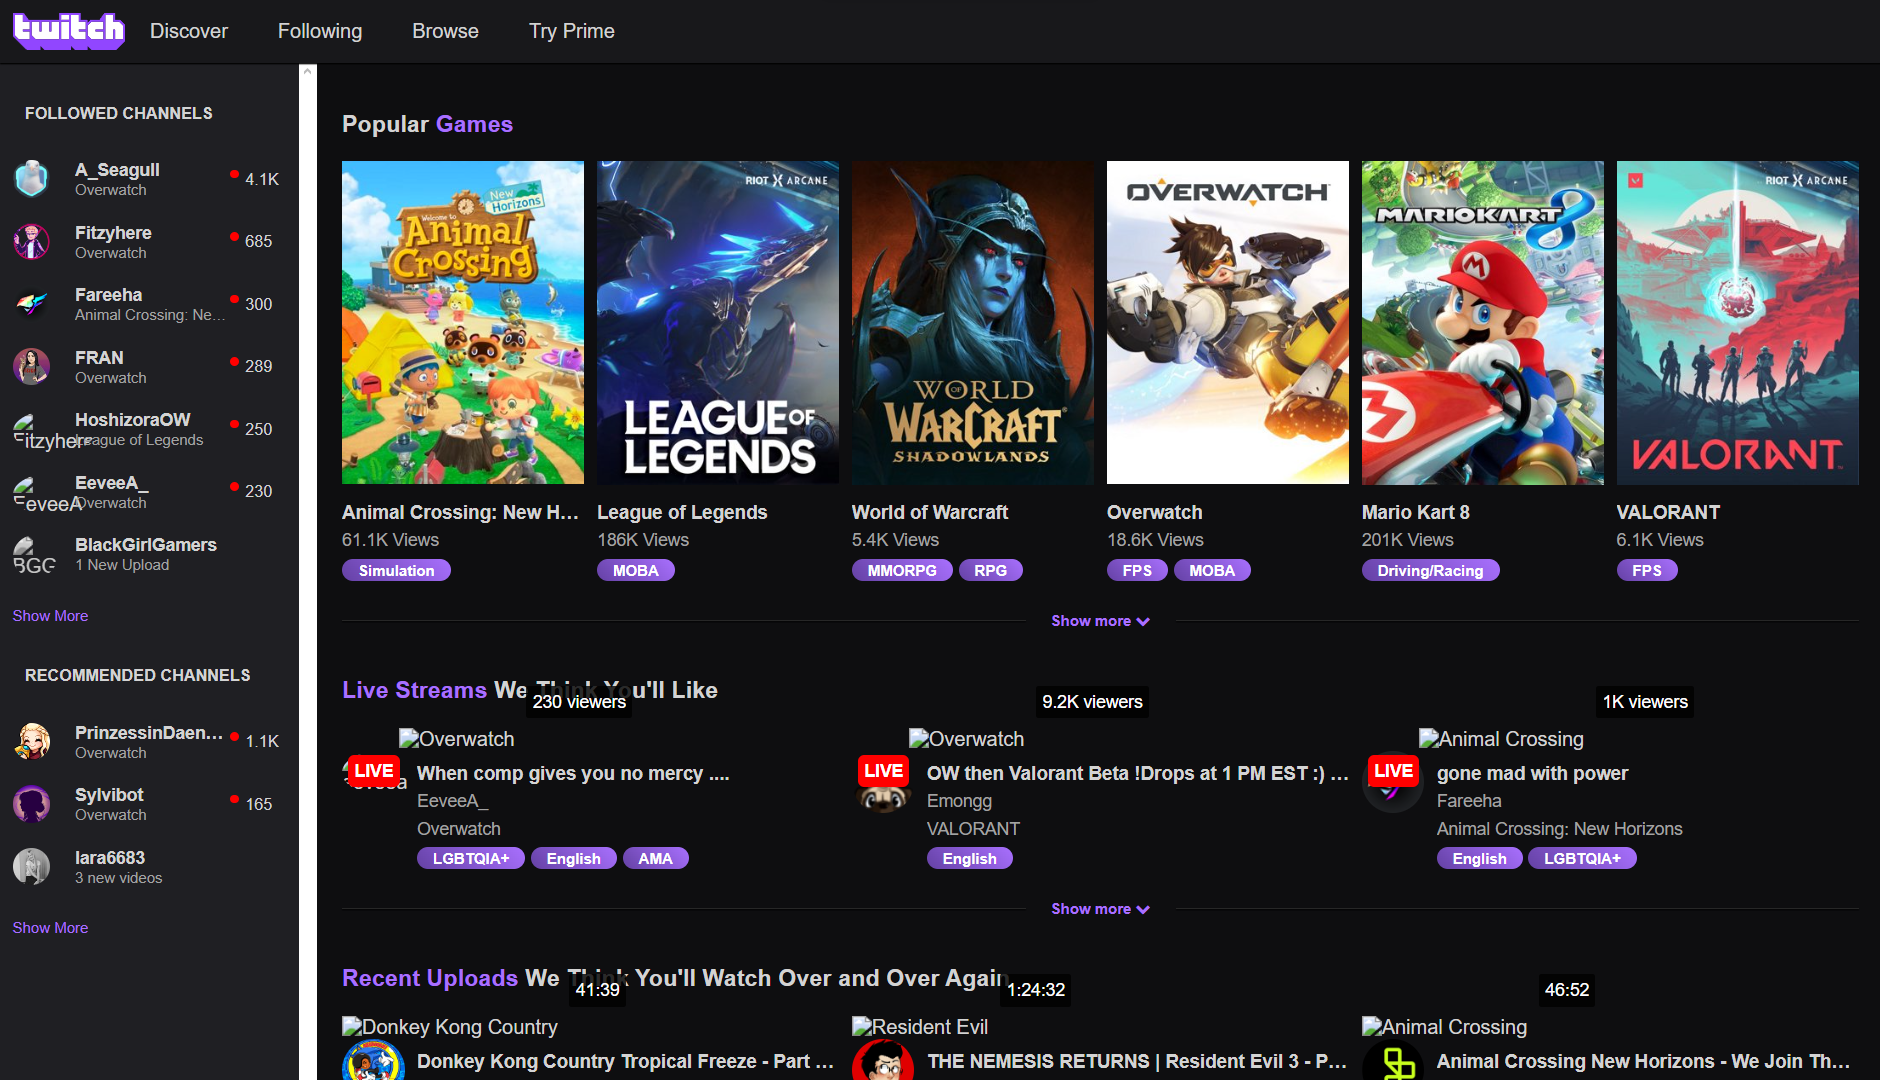 twitch
Discover
Following
Browse
Try Prime
FOLLOWED CHANNELS
A_Seagull
Overwatch
4.1K
Fitzyhere
Overwatch
685
Fareeha
Animal Crossing: Ne...
300
FRAN
Overwatch
289
HoshizoraOW
Fitzyhere
League of Legends
250
EeveeA_
EeveeA
Overwatch
230
BlackGirlGamers
BGG
1 New Upload
Show More
RECOMMENDED CHANNELS
PrinzessinDaen...
Overwatch
1.1K
Sylvibot
Overwatch
165
lara6683
3 new videos
Show More
Popular Games
Welcome to
Animal
Crossing
New
Horizons
RIOT X ARCANE
LEAGUE OF
LEGENDS
WORLD
OF
WARCRAFT
SHADOWLANDS
OVERWATCH
MARIOKART 8
M
RIOT X ARCANE
VALORANT
Animal Crossing: New H...
61.1K Views
Simulation
League of Legends
186K Views
MOBA
World of Warcraft
5.4K Views
MMORPG
RPG
Overwatch
18.6K Views
FPS
MOBA
Mario Kart 8
201K Views
Driving/Racing
VALORANT
6.1K Views
FPS
Show more
Live Streams We Think You'll Like
230 viewers
Overwatch
LIVE
When comp gives you no mercy ....
EeveeA_
Overwatch
LGBTQIA+
English
AMA
9.2K viewers
Overwatch
LIVE
OW then Valorant Beta !Drops at 1 PM EST :) ...
Emongg
VALORANT
English
1K viewers
Animal Crossing
LIVE
gone mad with power
Fareeha
Animal Crossing: New Horizons
English
LGBTQIA+
Show more
Recent Uploads We Think You'll Watch Over and Over Again
41:39
Donkey Kong Country
Donkey Kong Country Tropical Freeze - Part ...
1:24:32
Resident Evil
THE NEMESIS RETURNS | Resident Evil 3 - P...
46:52
Animal Crossing
Animal Crossing New Horizons - We Join Th...